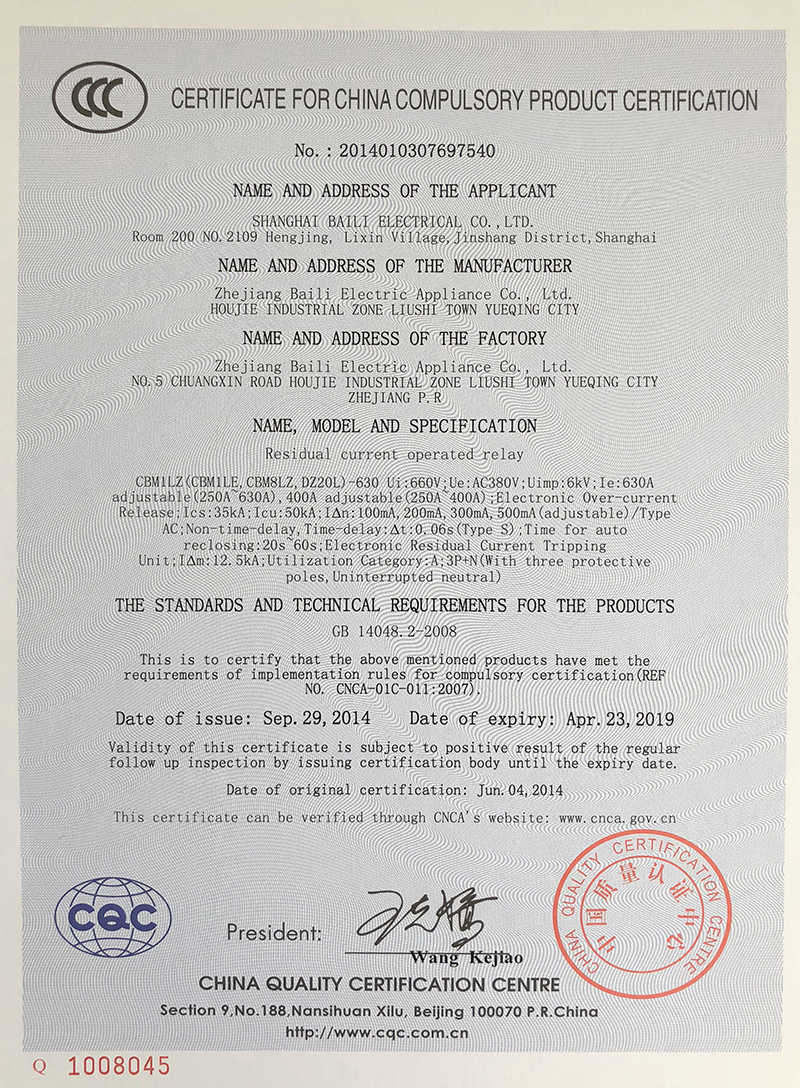 CCC
CERTIFICATE FOR CHINA COMPULSORY PRODUCT CERTIFICATION
No. : 2014010307697540
NAME AND ADDRESS OF THE APPLICANT
SHANGHAI BAILI ELECTRICAL CO.,LTD.
Room 200 NO.2109 Hengjing, Lixin Village,Jinshang District,Shanghai
NAME AND ADDRESS OF THE MANUFACTURER
Zhejiang Baili Electric Appliance Co., Ltd.
HOUJIE INDUSTRIAL ZONE LIUSHI TOWN YUEQING CITY
NAME AND ADDRESS OF THE FACTORY
Zhejiang Baili Electric Appliance Co., Ltd.
NO.5 CHUANGXIN ROAD HOUJIE INDUSTRIAL ZONE LIUSHI TOWN YUEQING CITY
ZHEJIANG P.R
NAME, MODEL AND SPECIFICATION
Residual current operated relay
CBM1LZ(CBM1LE,CBM8LZ,DZ20L)-630 Ui:660V;Ue:AC380V;Uimp:6kV;Ie:630A
adjustable(250A~630A),400A adjustable(250A~400A);Electronic Over-current
Release;Ics:35kA;Icu:50kA;IΔn:100mA,200mA,300mA,500mA(adjustable)/Type
AC;Non-time-delay,Time-delay:Δt:0.06s(Type S);Time for auto
reclosing:20s~60s;Electronic Residual Current Tripping
Unit;IΔm:12.5kA;Utilization Category:A;3P+N(With three protective
poles,Uninterrupted neutral)
THE STANDARDS AND TECHNICAL REQUIREMENTS FOR THE PRODUCTS
GB 14048.2-2008
This is to certify that the above mentioned products have met the
requirements of implementation rules for compulsory certification(REF
NO. CNCA-01C-011:2007).
Date of issue: Sep.29,2014 Date of expiry: Apr.23,2019
Validity of this certificate is subject to positive result of the regular
follow up inspection by issuing certification body until the expiry date.
Date of original certification: Jun.04,2014
This certificate can be verified through CNCA's website: www.cnca.gov.cn
CHINA QUALITY CERTIFICATION CENTRE
中国质量认证中心
CQC
President:
Wang Kejiao
CHINA QUALITY CERTIFICATION CENTRE
Section 9,No.188,Nansihuan Xilu, Beijing 100070 P.R.China
http://www.cqc.com.cn
Q 1008045